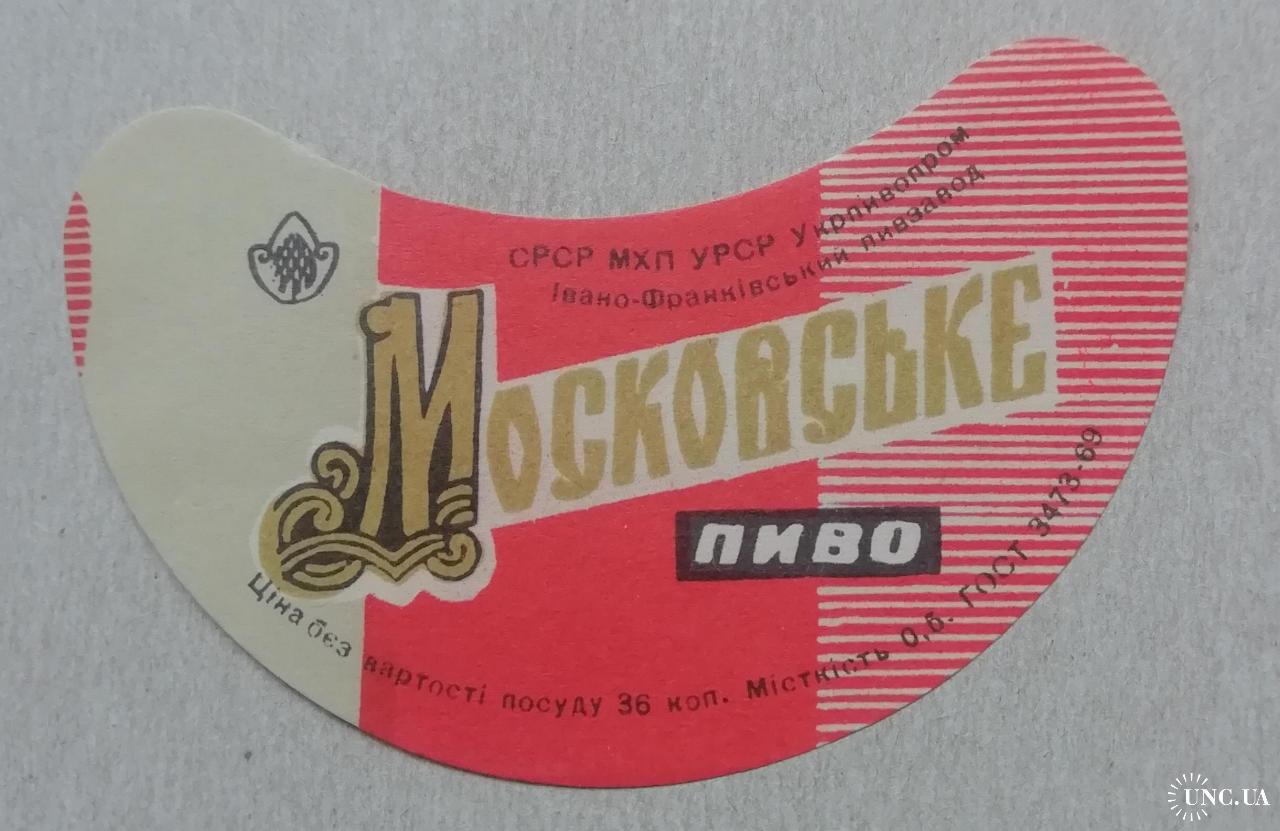 СРСР МХП УРСР Укрпивопром
Івано-Франківський пивзавод
Московське
пиво
Ціна без вартості посуду 36 коп. Місткість 0,5. ГОСТ 3473-69
UNC.UA